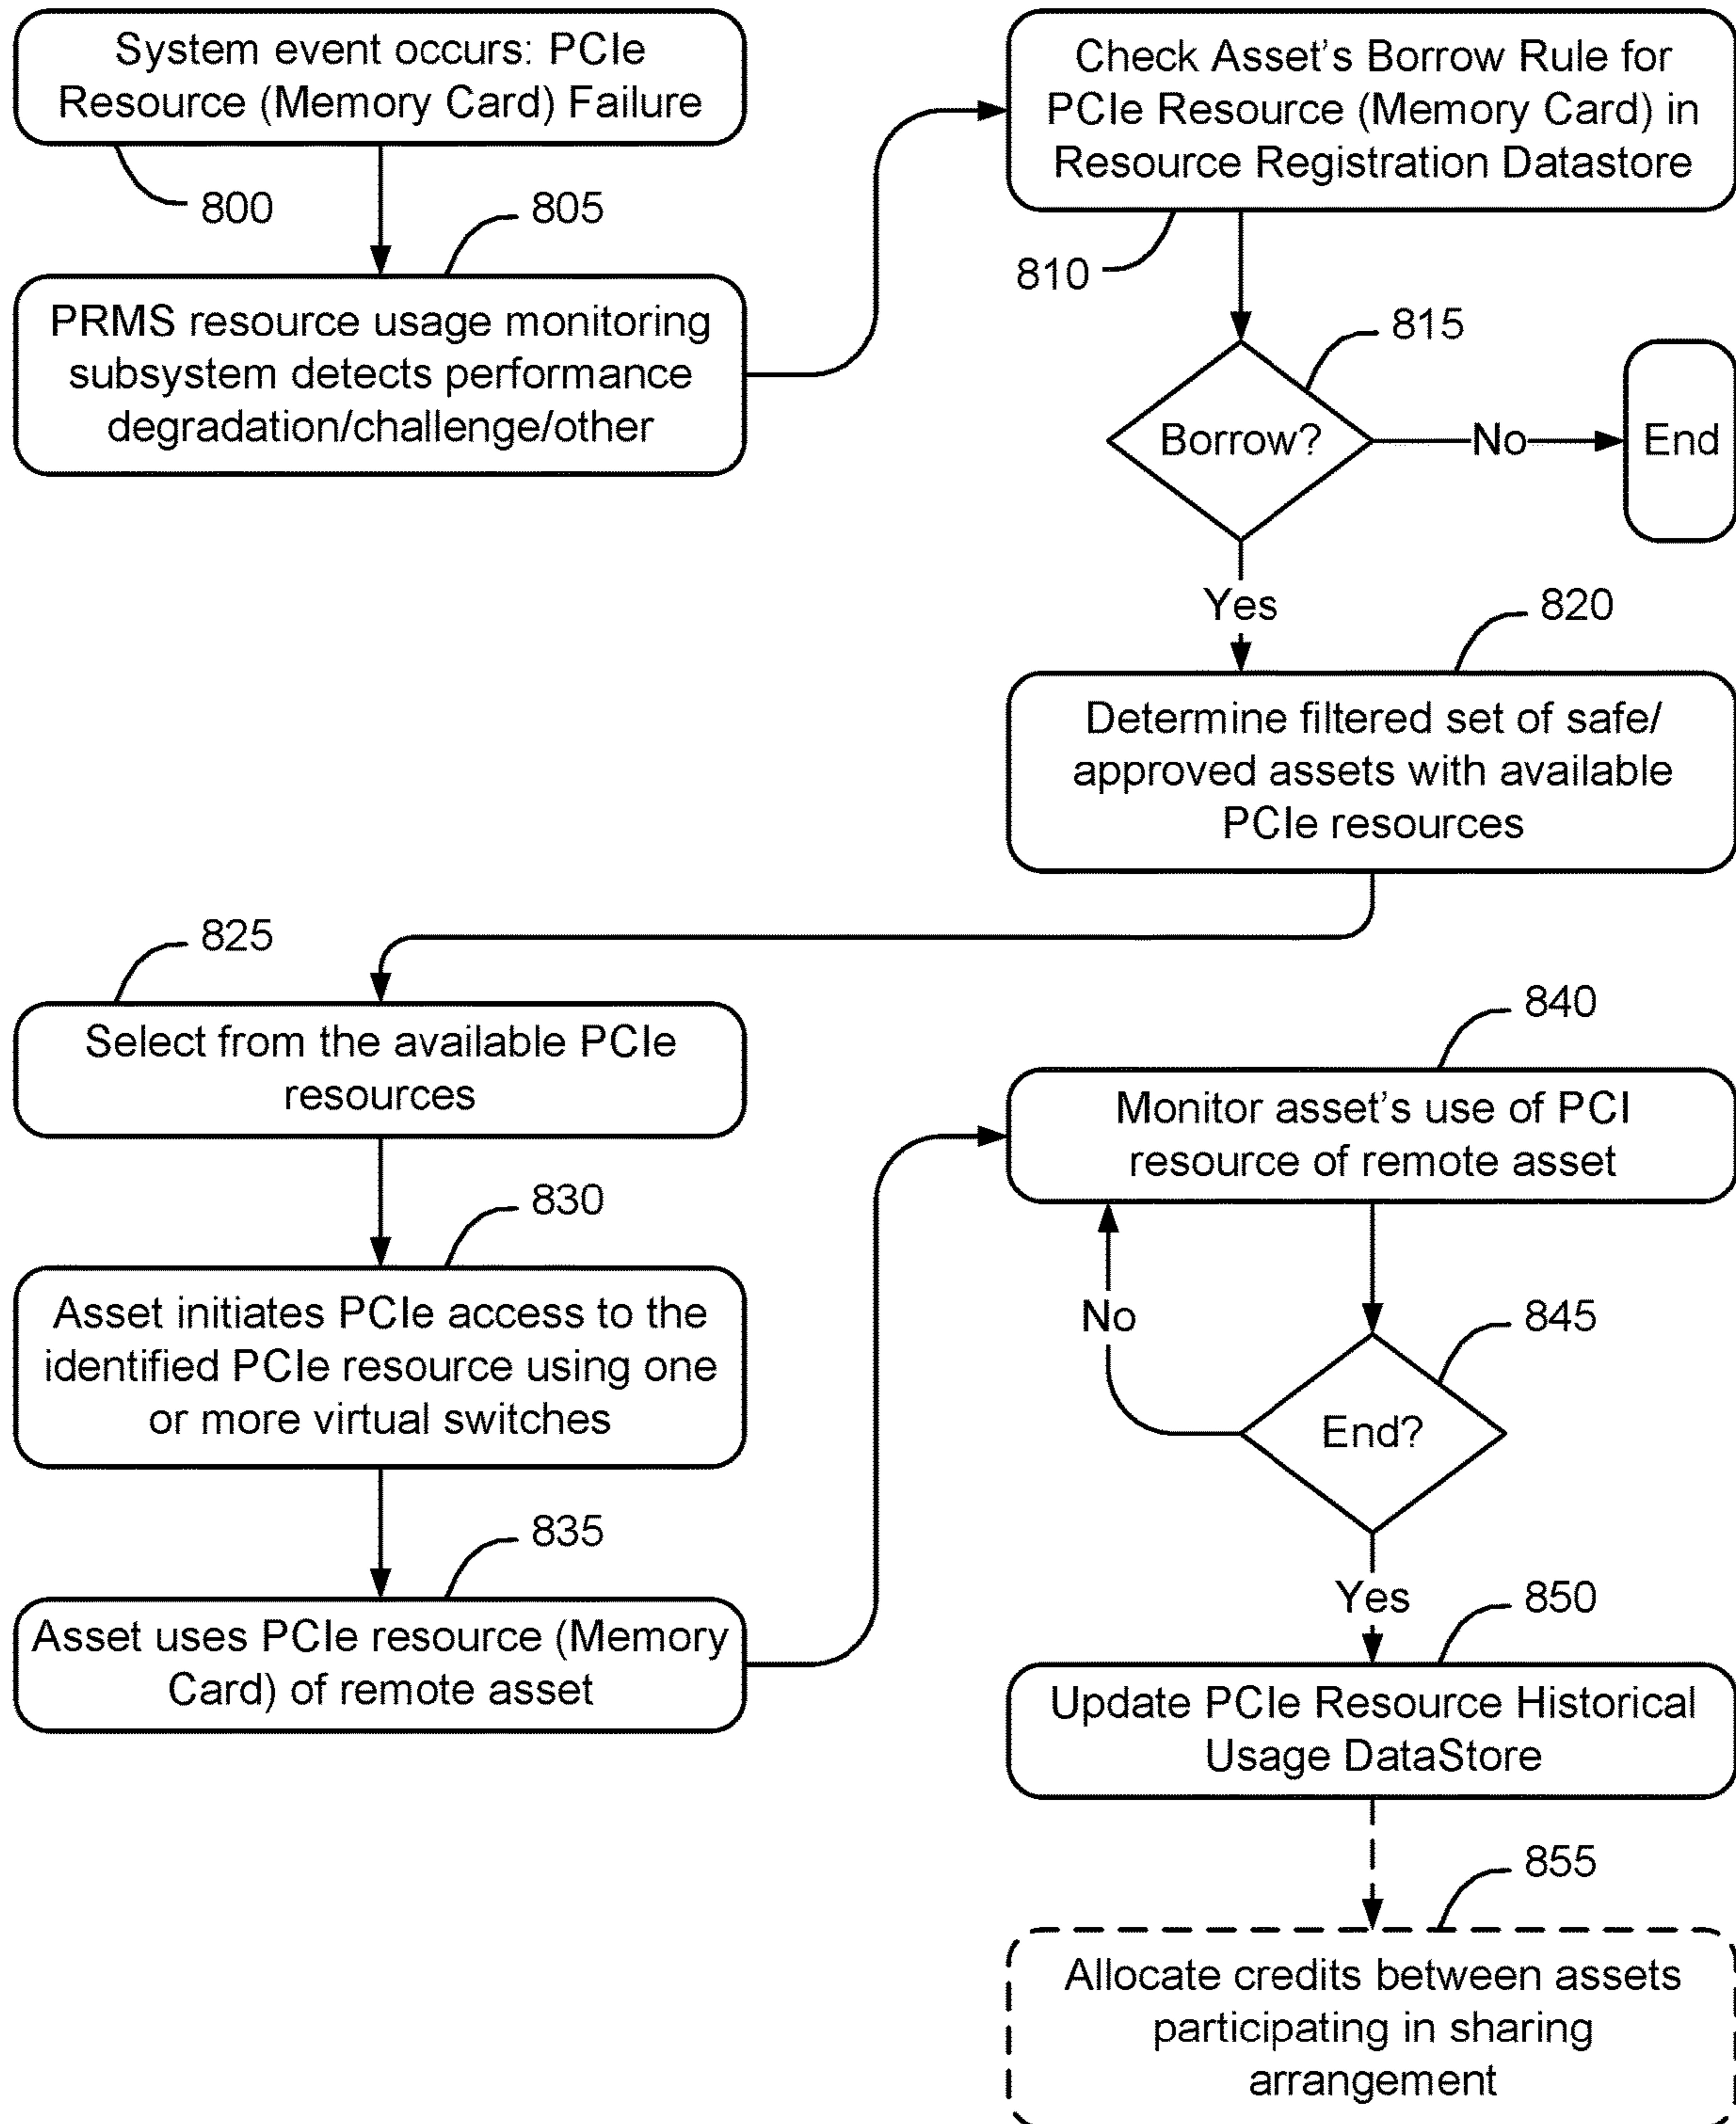 System event occurs: PCIe
Resource (Memory Card) Failure
800
805
PRMS resource usage monitoring
subsystem detects performance
degradation/challenge/other
Check Asset's Borrow Rule for
PCIe Resource (Memory Card) in
Resource Registration Datastore
810
815
Borrow?
No
End
Yes
820
Determine filtered set of safe/
approved assets with available
PCIe resources
825
Select from the available PCIe
resources
830
Asset initiates PCIe access to the
identified PCIe resource using one
or more virtual switches
835
Asset uses PCIe resource (Memory
Card) of remote asset
840
Monitor asset's use of PCI
resource of remote asset
No
845
End?
Yes
850
Update PCIe Resource Historical
Usage DataStore
855
Allocate credits between assets
participating in sharing
arrangement